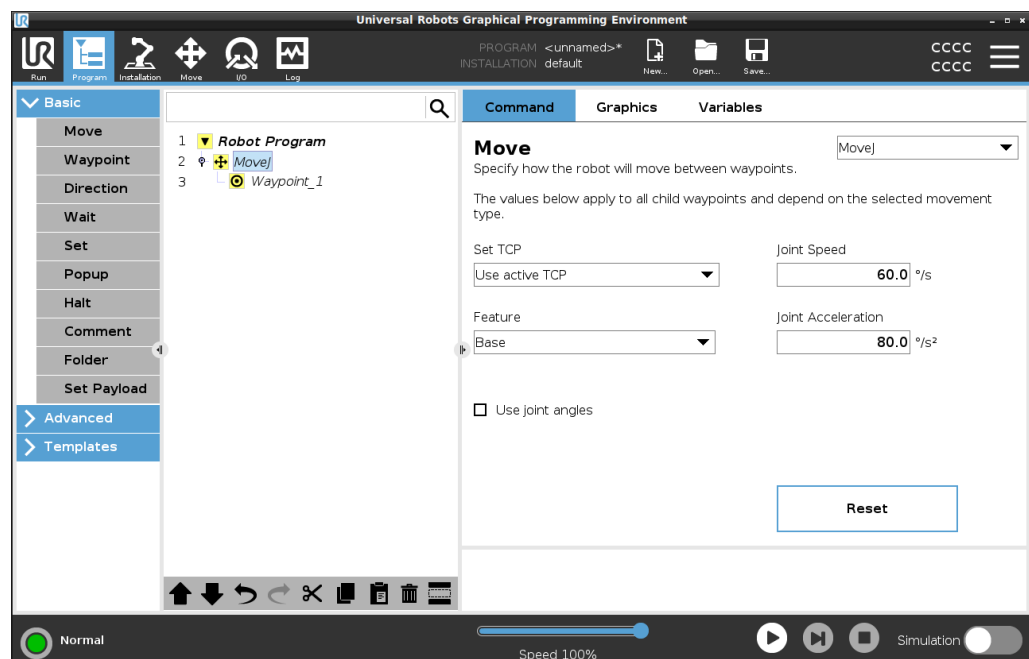 Universal Robots Graphical Programming Environment
Run
Program
Installation
Move
I/O
Log
PROGRAM <unnamed>*
INSTALLATION default
New...
Open...
Save...
CCCC
CCCC
Basic
Move
Waypoint
Direction
Wait
Set
Popup
Halt
Comment
Folder
Set Payload
Advanced
Templates
1 Robot Program
2 MoveJ
3 Waypoint_1
Command Graphics Variables
Move
MoveJ
Specify how the robot will move between waypoints.
The values below apply to all child waypoints and depend on the selected movement
type.
Set TCP
Use active TCP
Joint Speed
60.0 °/s
Feature
Base
Joint Acceleration
80.0 °/s²
Use joint angles
Reset
Normal
Speed 100%
Simulation